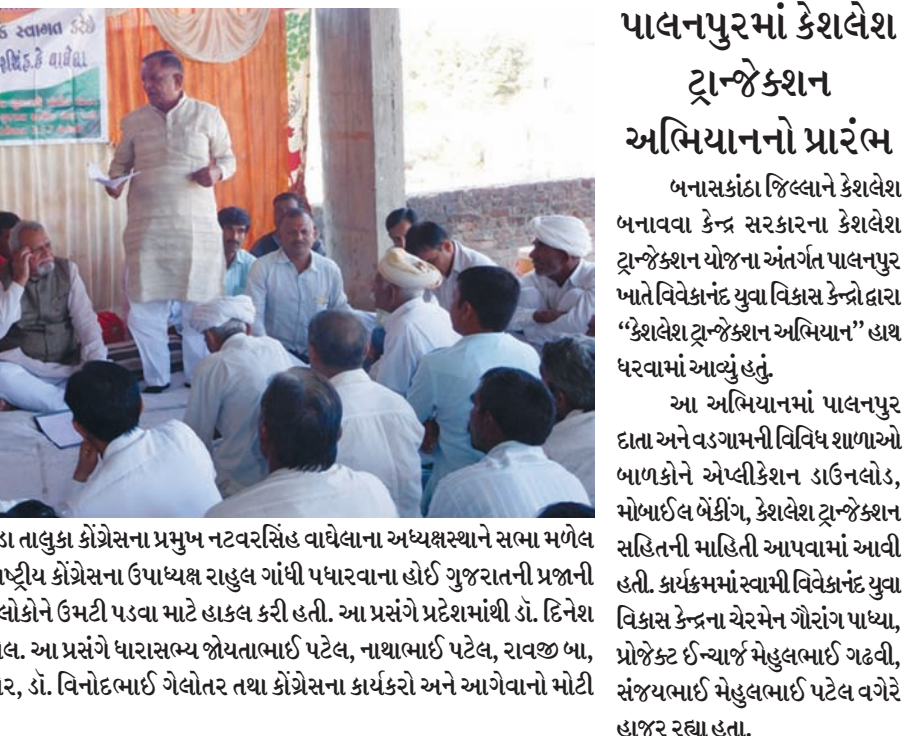 ક સ્વાગત કરે છે
પાલનપુરમાં કેશલેશ
ટ્રાન્જેક્શન
અભિયાનનો પ્રારંભ
બનાસકાંઠા જિલ્લાને કેશલેશ
બનાવવા કેન્દ્ર સરકારના કેશલેશ
ટ્રાન્જેક્શન યોજના અંતર્ગત પાલનપુર
ખાતે વિવેકાનંદ યુવા વિકાસ કેન્દ્રો દ્વારા
‘‘કેશલેશ ટ્રાન્જેક્શન અભિયાન’’ હાથ
ધરવામાં આવ્યું હતું.
આ અભિયાનમાં પાલનપુર
દાતા અને વડગામની વિવિધ શાળાઓ
બાળકોને એપ્લીકેશન ડાઉનલોડ,
મોબાઈલ બેંકીંગ, કેશલેશ ટ્રાન્જેક્શન
સહિતની માહિતી આપવામાં આવી
હતી. કાર્યક્રમમાં સ્વામી વિવેકાનંદ યુવા
વિકાસ કેન્દ્રના ચેરમેન ગૌરાંગ પાધ્યા,
પ્રોજેક્ટ ઈન્ચાર્જ મેહુલભાઈ ગઢવી,
સંજયભાઈ મેહુલભાઈ પટેલ વગેરે
હાજર રહ્યા હતા.
ડા તાલુકા કોંગ્રેસના પ્રમુખ નટવરસિંહ વાઘેલાના અધ્યક્ષસ્થાને સભા મળેલ
ષ્ટ્રીય કોંગ્રેસના ઉપાધ્યક્ષ રાહુલ ગાંધી પધારવાના હોઈ ગુજરાતની પ્રજાની
લોકોને ઉમટી પડવા માટે હાકલ કરી હતી. આ પ્રસંગે પ્રદેશમાંથી ડૉ. દિનેશ
લ. આ પ્રસંગે ધારાસભ્ય જોયતાભાઈ પટેલ, નાથાભાઈ પટેલ, રાવજી બા,
ર, ડૉ. વિનોદભાઈ ગેલોતર તથા કોંગ્રેસના કાર્યકરો અને આગેવાનો મોટી